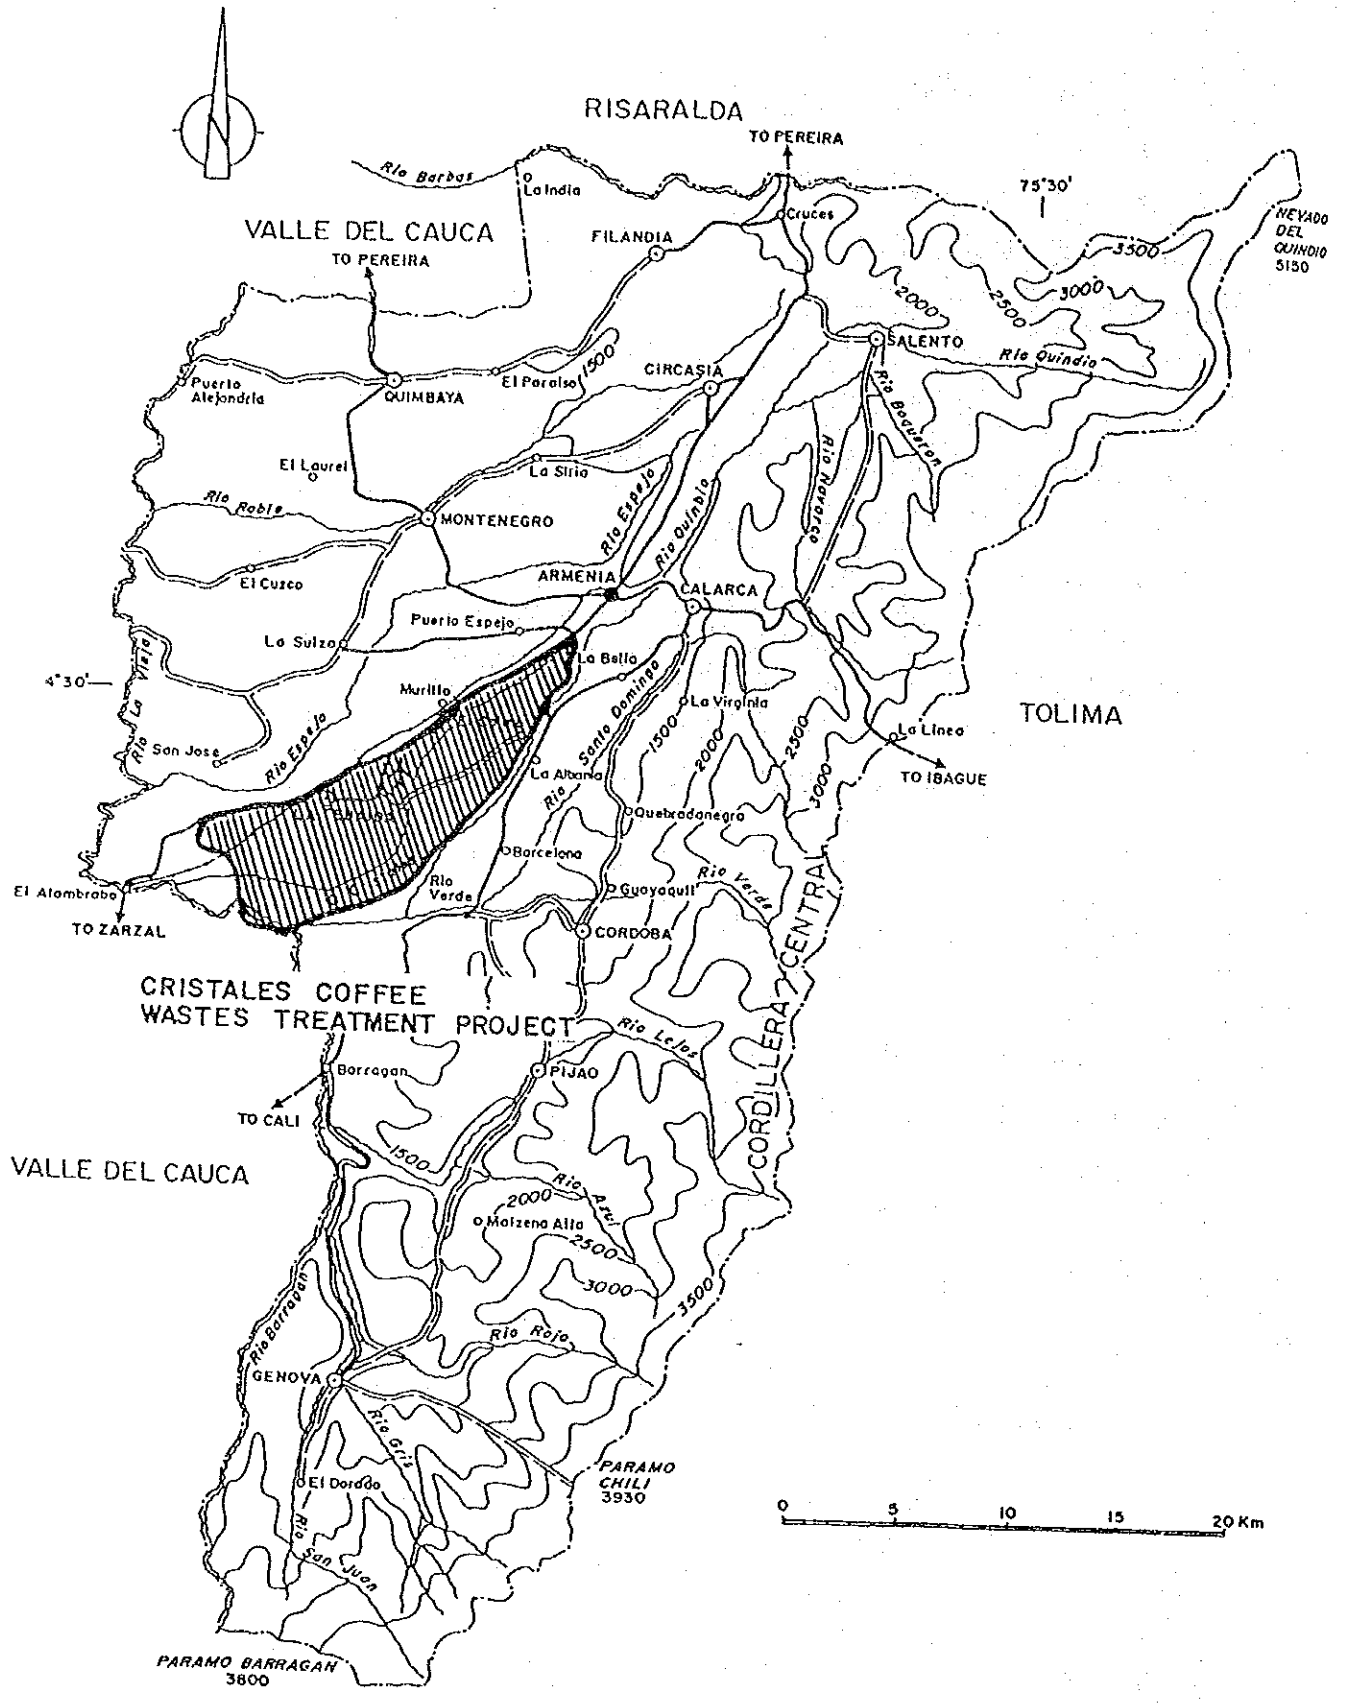 RISARALDA
TO PEREIRA
Rio Barbas
La India
75°30'
VALLE DEL CAUCA
TO PEREIRA
FILANDIA
Cruces
NEVADO
DEL
QUINDIO
5150
3500
3000
2500
2000
SALENTO
Rio Quindio
1500
CIRCASIA
Puerto
Alejandria
QUIMBAYA
El Paraiso
Rio Boqueron
El Laurel
La Siria
Rio Navarco
Rio Roble
MONTENEGRO
Rio Espejo
Rio Quinbio
El Cuzco
ARMENIA
CALARCA
Puerto Espejo
La Suiza
La Bella
4°30'
Rio La Vieja
Murillo
La Virginia
TOLIMA
Rio Santo Domingo
1500
2000
2500
La Linea
San Jose
Rio Espejo
La Albania
3000
TO IBAGUE
Quebradanegra
Barcelona
El Alambrabo
Rio
Verde
Guayaquil
Rio Verde
TO ZARZAL
CORDOBA
CORDILLERA CENTRAL
CRISTALES COFFEE
WASTES TREATMENT PROJECT
Rio Lejos
Barragan
PIJAO
TO CALI
1500
VALLE DEL CAUCA
Rio Azul
2000
Maizena Alta
2500
3000
3500
Rio Barragan
Rio Rojo
GENOVA
Rio Gris
PARAMO
CHILI
3930
El Dorado
0 5 10 15 20 Km
Rio San Juan
PARAMO BARRAGAN
3800